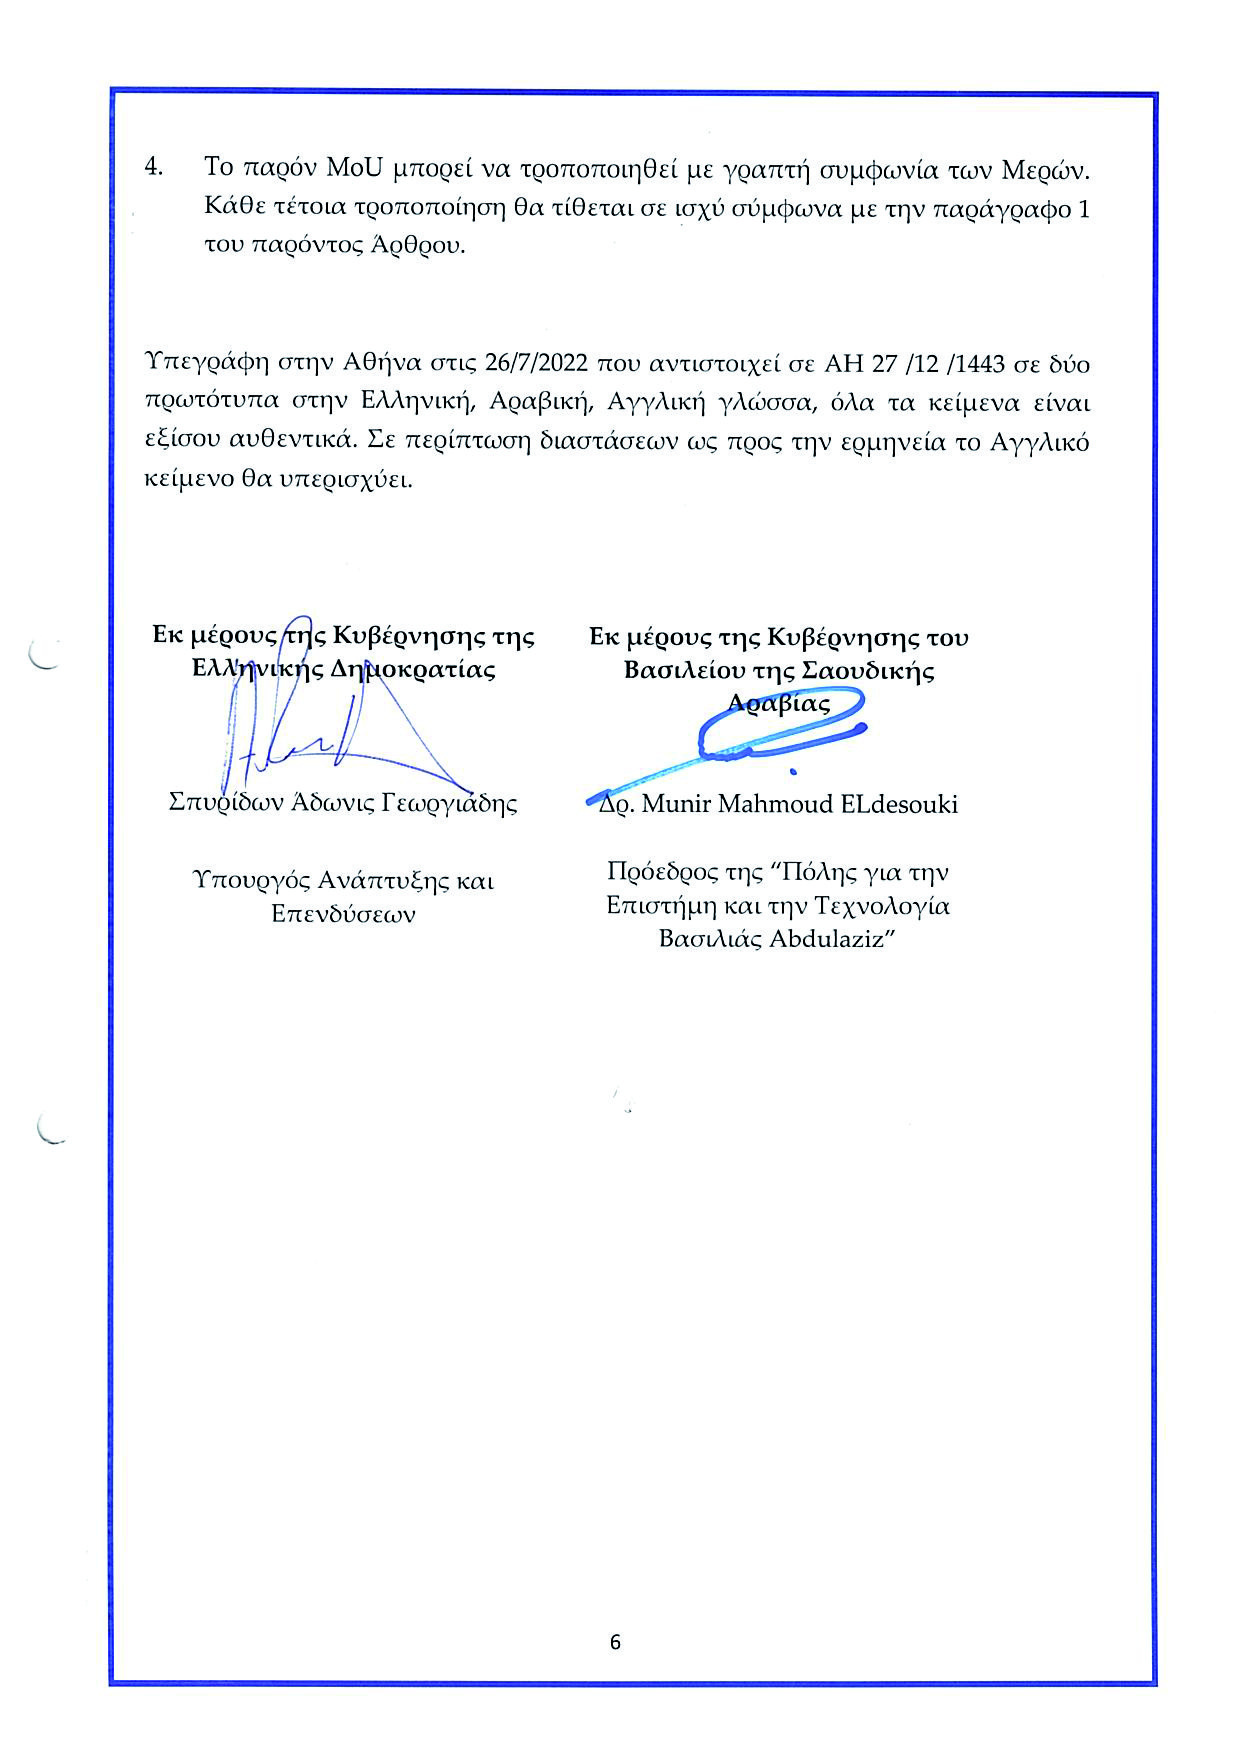 4. Το παρόν MoU μπορεί να τροποποιηθεί με γραπτή συμφωνία των Μερών.
Κάθε τέτοια τροποποίηση θα τίθεται σε ισχύ σύμφωνα με την παράγραφο 1
του παρόντος Άρθρου.
Υπεγράφη στην Αθήνα στις 26/7/2022 που αντιστοιχεί σε AH 27 /12 /1443 σε δύο
πρωτότυπα στην Ελληνική, Αραβική, Αγγλική γλώσσα, όλα τα κείμενα είναι
εξίσου αυθεντικά. Σε περίπτωση διαστάσεων ως προς την ερμηνεία το Αγγλικό
κείμενο θα υπερισχύει.
Εκ μέρους της Κυβέρνησης της
Ελληνικής Δημοκρατίας
Σπυρίδων Άδωνις Γεωργιάδης
Υπουργός Ανάπτυξης και
Επενδύσεων
Εκ μέρους της Κυβέρνησης του
Βασιλείου της Σαουδικής
Αραβίας
Δρ. Munir Mahmoud ELdesouki
Πρόεδρος της “Πόλης για την
Επιστήμη και την Τεχνολογία
Βασιλιάς Abdulaziz”
6